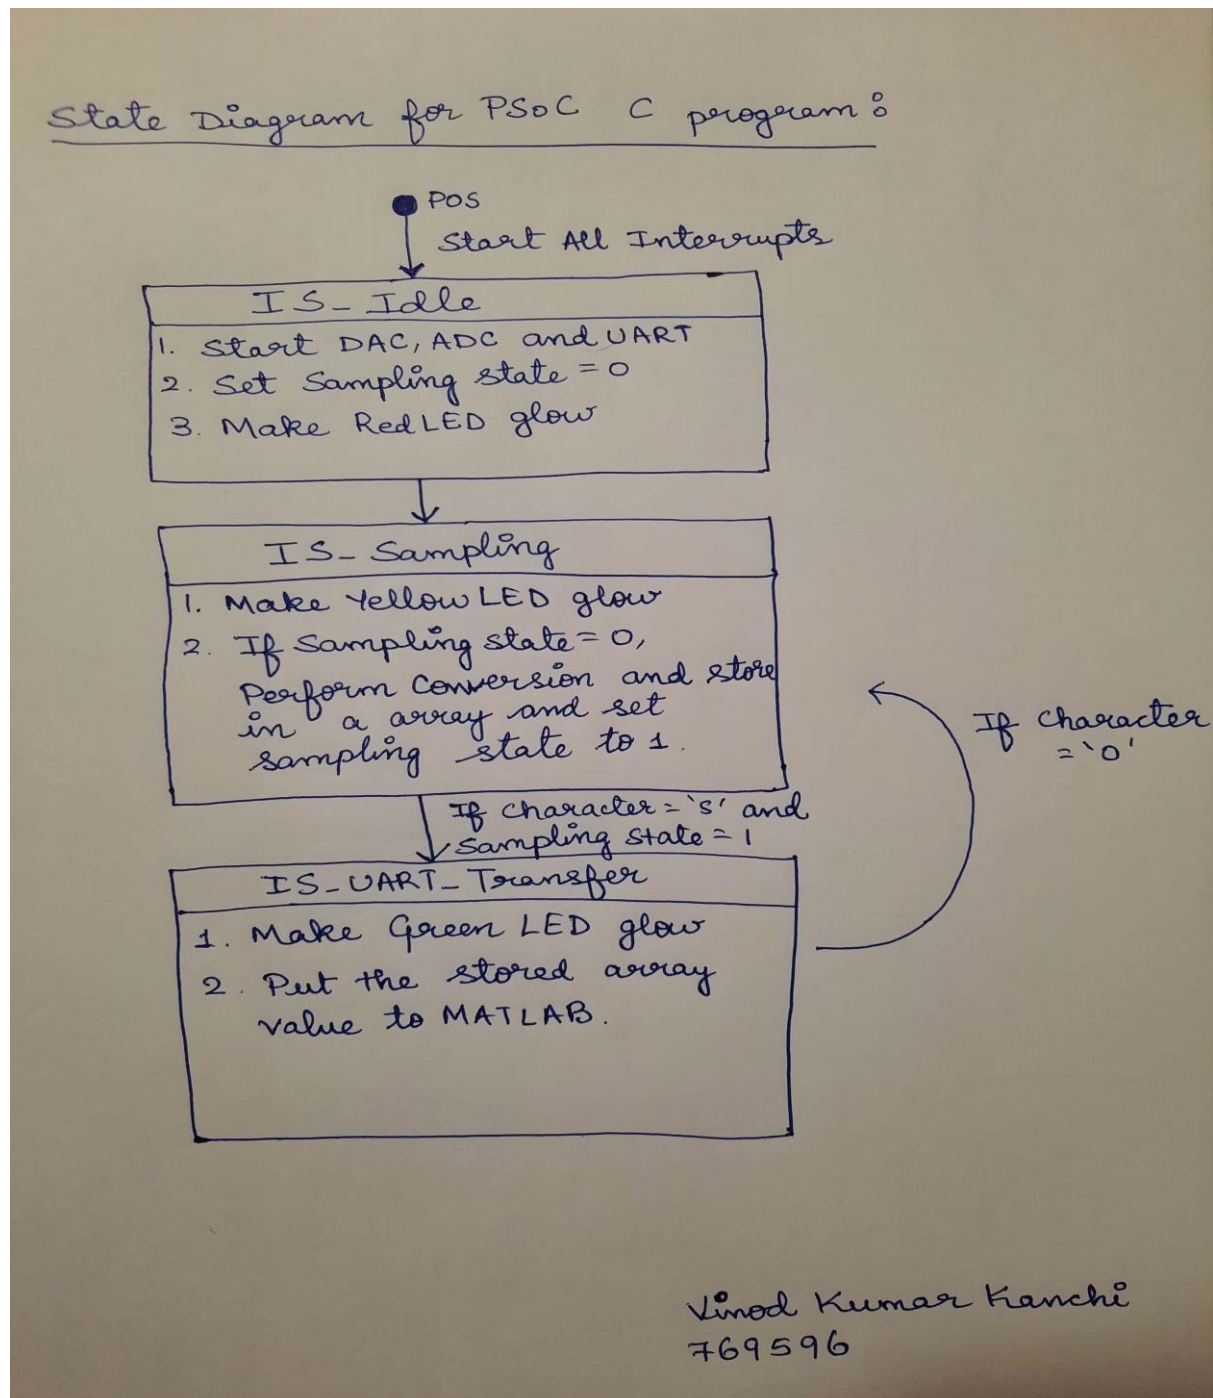 State Diagram for PSoC C program :
POS
Start All Interrupts
IS_Idle
1. Start DAC, ADC and UART
2. Set Sampling state = 0
3. Make Red LED glow
IS_Sampling
1. Make Yellow LED glow
2. If Sampling state = 0,
Perform Conversion and store
in a array and set
sampling state to 1.
If character
= 'O'
If character = 'S' and
Sampling state = 1
IS_UART_Transfer
1. Make Green LED glow
2. Put the stored array
value to MATLAB.
Vinod Kumar Kanchi
769596